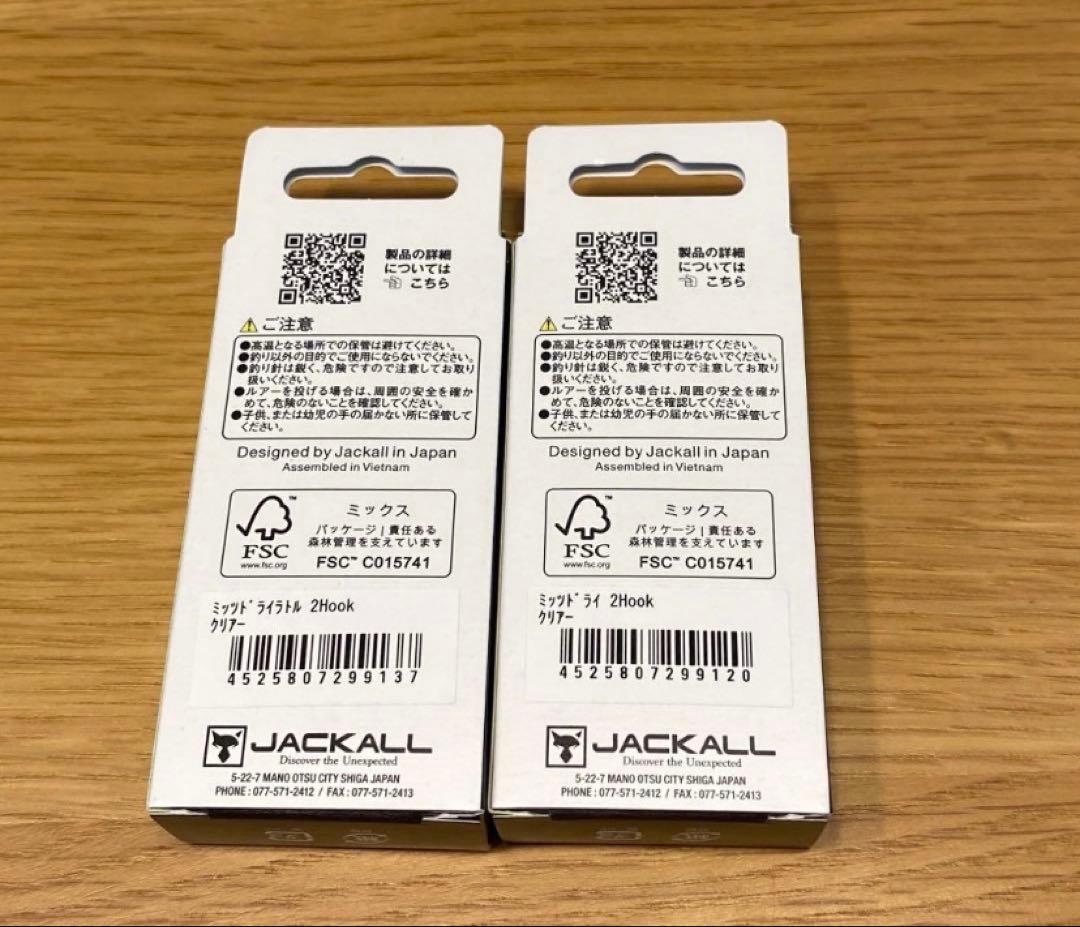 製品の詳細
については
こちら
ご注意
●高温となる場所での保管は避けてください。
●釣り以外の目的でご使用にならないでください。
●釣り針は鋭く、危険ですので注意してお取り
扱いください。
●ルアーを投げる場合は、周囲の安全を確か
めて、危険のないことを確認してください。
●子供、または幼児の手の届かない所に保管して
ください。
Designed by Jackall in Japan
Assembled in Vietnam
FSC
www.fsc.org
ミックス
パッケージ | 責任ある
森林管理を支えています
FSC™ C015741
ﾐｯﾂﾄﾞﾗｲﾗﾄﾙ 2Hook
ｸﾘｱｰ
4525807299137
JACKALL
Discover the Unexpected
5-22-7 MANO OTSU CITY SHIGA JAPAN
PHONE : 077-571-2412 / FAX : 077-571-2413
製品の詳細
については
こちら
ご注意
●高温となる場所での保管は避けてください。
●釣り以外の目的でご使用にならないでください。
●釣り針は鋭く、危険ですので注意してお取り
扱いください。
●ルアーを投げる場合は、周囲の安全を確か
めて、危険のないことを確認してください。
●子供、または幼児の手の届かない所に保管して
ください。
Designed by Jackall in Japan
Assembled in Vietnam
FSC
www.fsc.org
ミックス
パッケージ | 責任ある
森林管理を支えています
FSC™ C015741
ﾐｯﾂﾄﾞﾗｲ 2Hook
ｸﾘｱｰ
4525807299120
JACKALL
Discover the Unexpected
5-22-7 MANO OTSU CITY SHIGA JAPAN
PHONE : 077-571-2412 / FAX : 077-571-2413